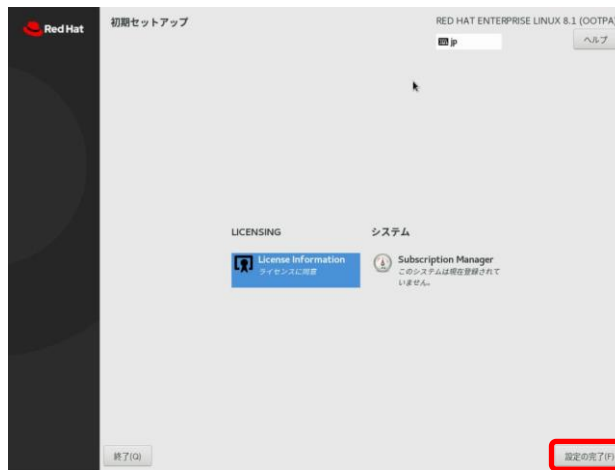 Red Hat
初期セットアップ
RED HAT ENTERPRISE LINUX 8.1 (OOTPA)
jp
ヘルプ
LICENSING
システム
License Information
ライセンスに同意
Subscription Manager
このシステムは現在登録されて
いません。
終了(Q)
設定の完了(F)